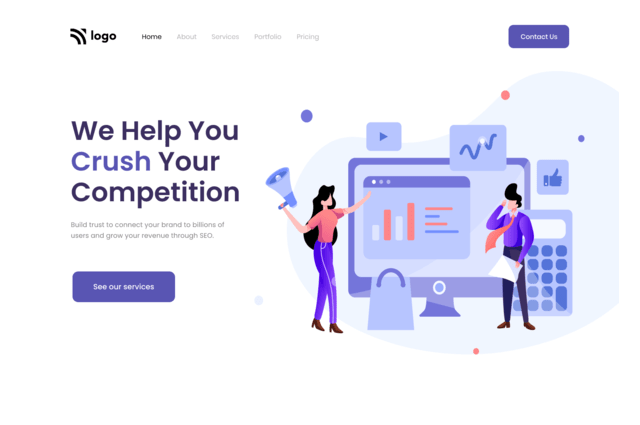 logo
Home About Services Portfolio Pricing
Contact Us
We Help You
Crush Your
Competition
Build trust to connect your brand to billions of
users and grow your revenue through SEO.
See our services